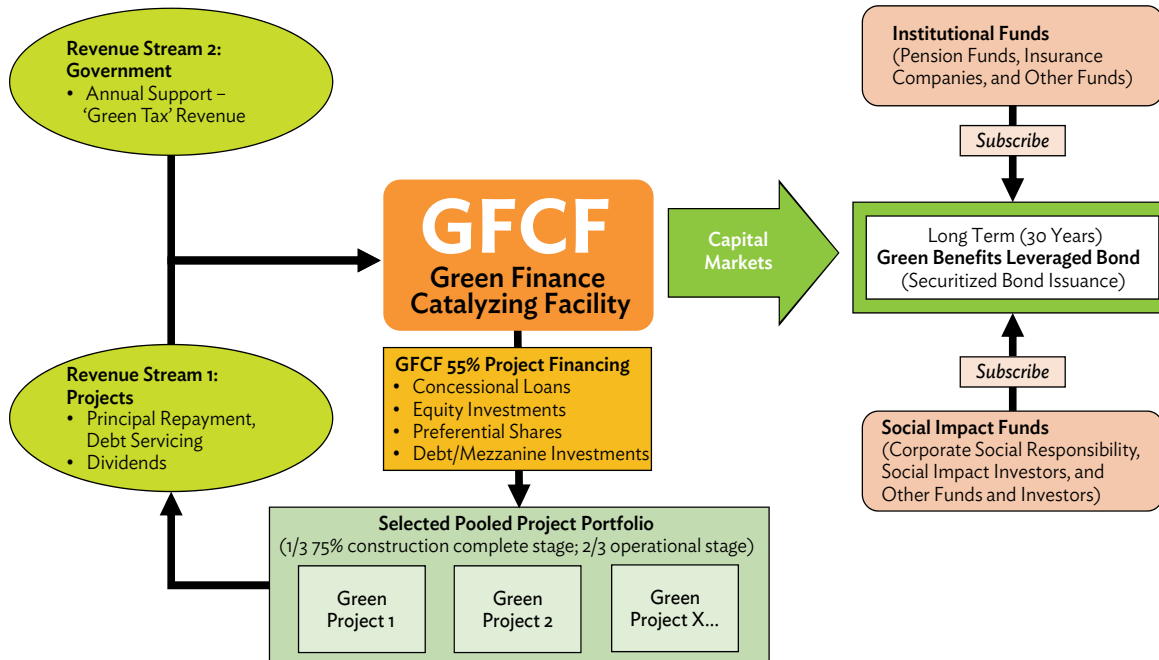 Revenue Stream 2:
Government
• Annual Support –
‘Green Tax’ Revenue
Institutional Funds
(Pension Funds, Insurance
Companies, and Other Funds)
Subscribe
GFCF
Green Finance
Catalyzing Facility
Capital
Markets
Long Term (30 Years)
Green Benefits Leveraged Bond
(Securitized Bond Issuance)
Revenue Stream 1:
Projects
• Principal Repayment,
Debt Servicing
• Dividends
GFCF 55% Project Financing
• Concessional Loans
• Equity Investments
• Preferential Shares
• Debt/Mezzanine Investments
Subscribe
Social Impact Funds
(Corporate Social Responsibility,
Social Impact Investors, and
Other Funds and Investors)
Selected Pooled Project Portfolio
(1/3 75% construction complete stage; 2/3 operational stage)
Green
Project 1
Green
Project 2
Green
Project X...